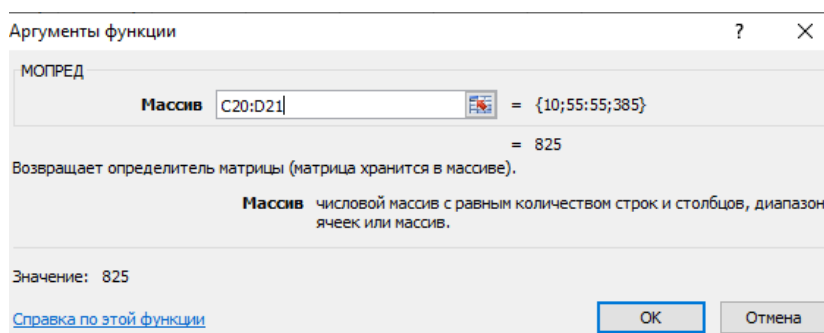 Аргументы функции ? ×
МОПРЕД
Массив C20:D21 = {10;55:55;385}
= 825
Возвращает определитель матрицы (матрица хранится в массиве).
Массив числовой массив с равным количеством строк и столбцов, диапазон
ячеек или массив.
Значение: 825
Справка по этой функции ОК Отмена